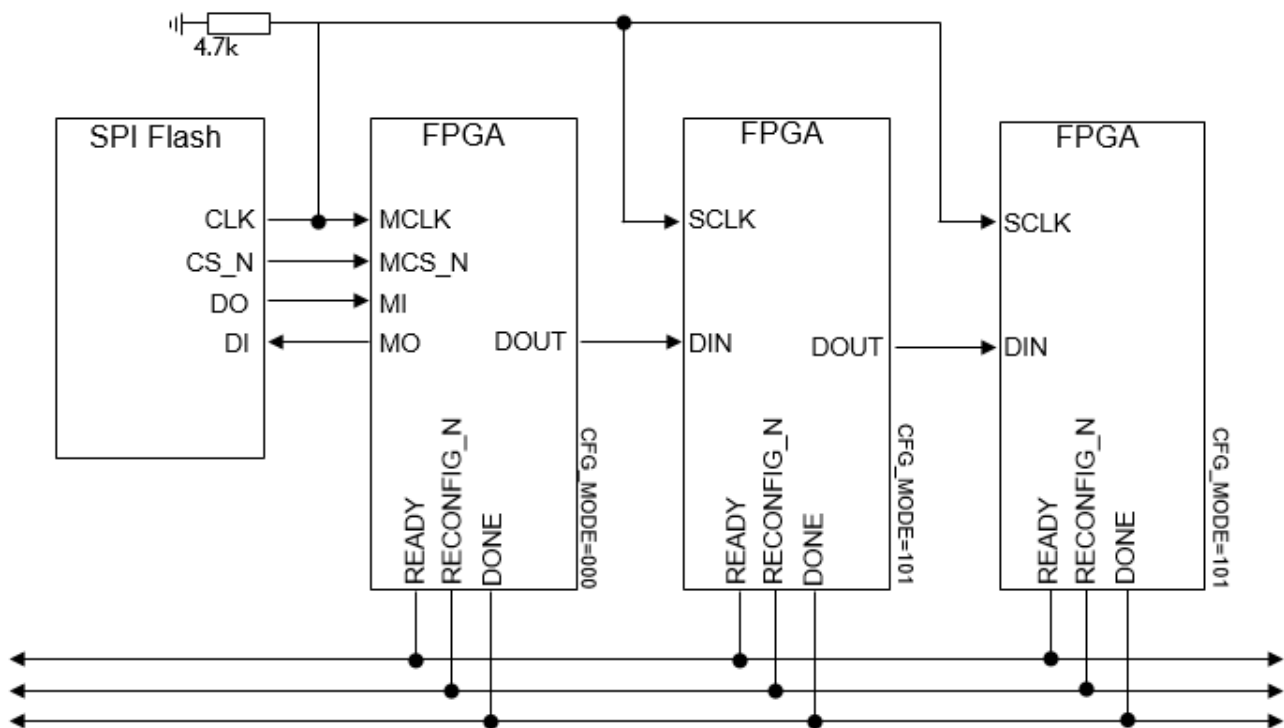 4.7k
SPI Flash
CLK
CS_N
DO
DI
FPGA
MCLK
MCS_N
MI
MO
DOUT
READY
RECONFIG_N
DONE
CFG_MODE=000
FPGA
SCLK
DIN
DOUT
READY
RECONFIG_N
DONE
CFG_MODE=101
FPGA
SCLK
DIN
READY
RECONFIG_N
DONE
CFG_MODE=101